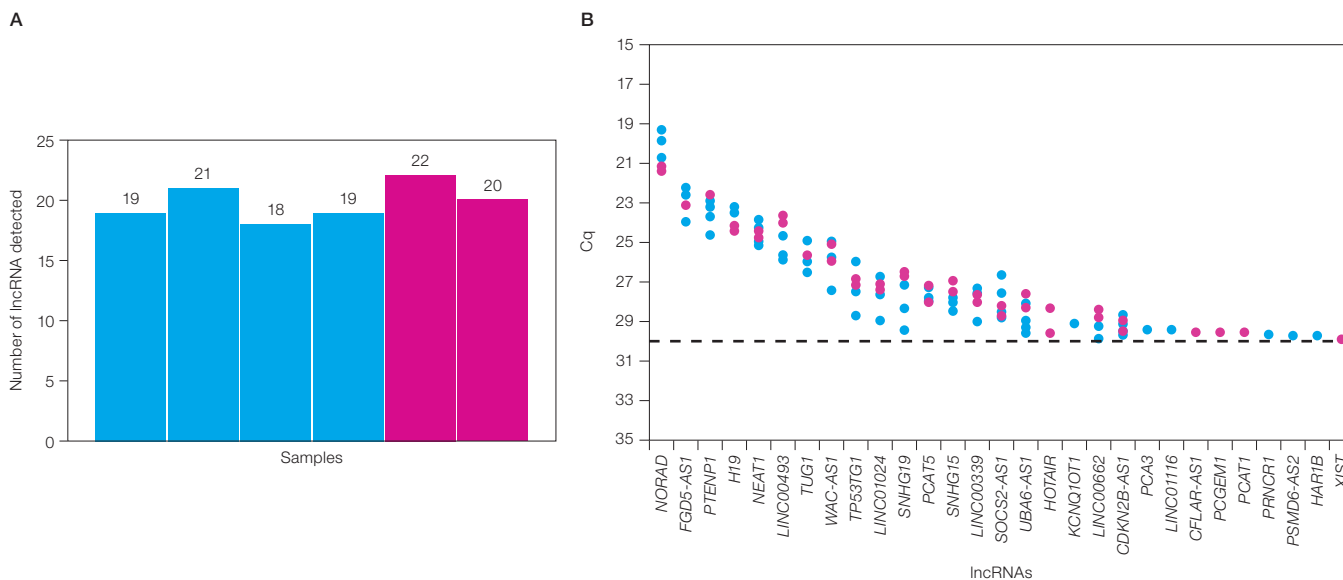 A
Number of lncRNA detected
25
20
15
10
5
0
19
21
18
19
22
20
Samples
B
Cq
15
17
19
21
23
25
27
29
31
33
35
NORAD
FGD5-AS1
PTENP1
H19
NEAT1
LINC00493
TUG1
WAC-AS1
TP53TG1
LINC01024
SNHG19
PCAT5
SNHG15
LINC00339
SOCS2-AS1
UBA6-AS1
HOTAIR
KCNQ1OT1
LINC00662
CDKN2B-AS1
PCA3
LINC01116
CFLAR-AS1
PCGEM1
PCAT1
PRNCR1
PSMD6-AS2
HAR1B
XIST
lncRNAs